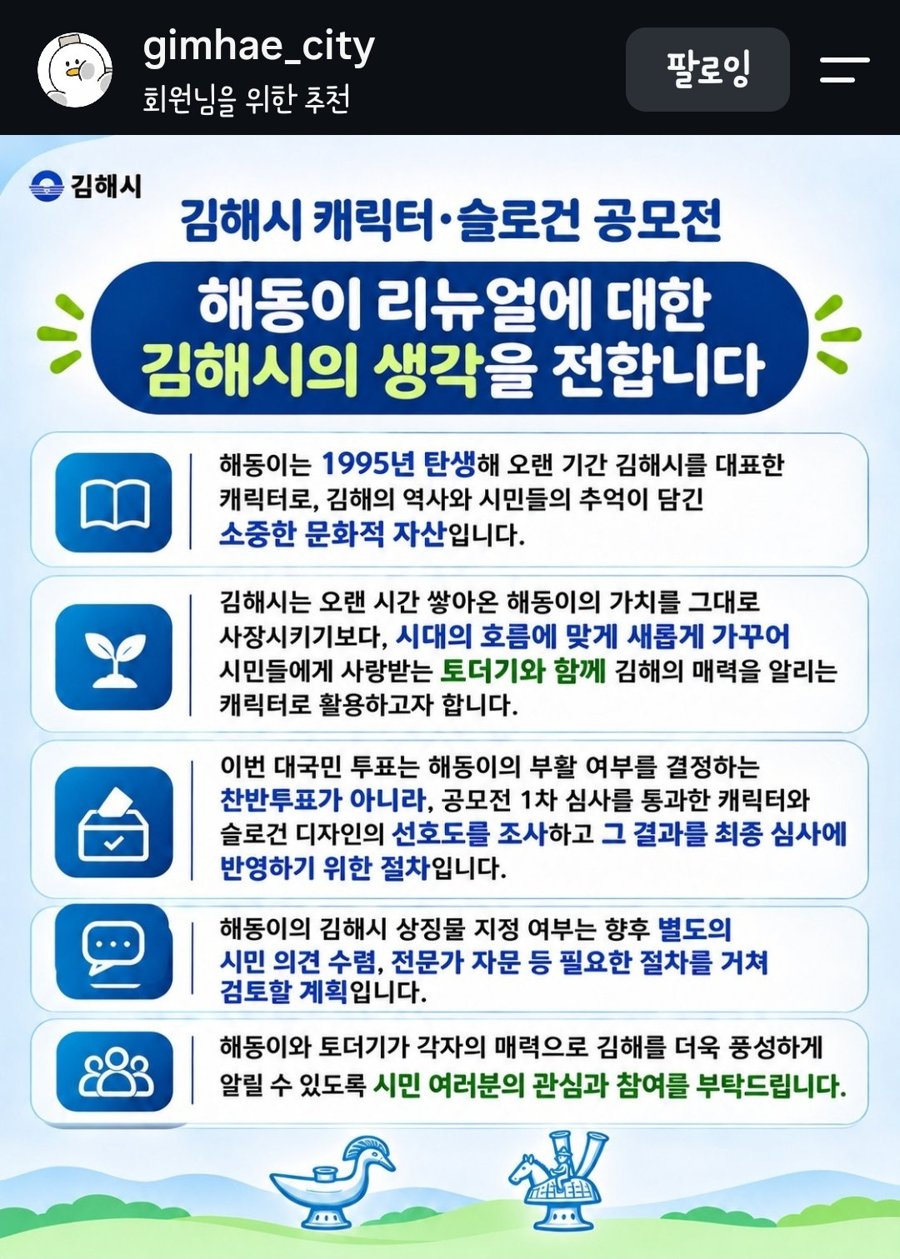 gimhae_city
회원님을 위한 추천
팔로잉
김해시
김해시 캐릭터·슬로건 공모전
해동이 리뉴얼에 대한
김해시의 생각을 전합니다
해동이는 1995년 탄생해 오랜 기간 김해시를 대표한
캐릭터로, 김해의 역사와 시민들의 추억이 담긴
소중한 문화적 자산입니다.
김해시는 오랜 시간 쌓아온 해동이의 가치를 그대로
사장시키기보다, 시대의 흐름에 맞게 새롭게 가꾸어
시민들에게 사랑받는 토더기와 함께 김해의 매력을 알리는
캐릭터로 활용하고자 합니다.
이번 대국민 투표는 해동이의 부활 여부를 결정하는
찬반투표가 아니라, 공모전 1차 심사를 통과한 캐릭터와
슬로건 디자인의 선호도를 조사하고 그 결과를 최종 심사에
반영하기 위한 절차입니다.
해동이의 김해시 상징물 지정 여부는 향후 별도의
시민 의견 수렴, 전문가 자문 등 필요한 절차를 거쳐
검토할 계획입니다.
해동이와 토더기가 각자의 매력으로 김해를 더욱 풍성하게
알릴 수 있도록 시민 여러분의 관심과 참여를 부탁드립니다.